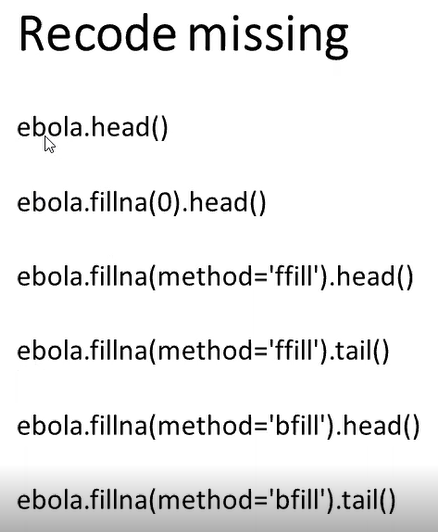 Recode missing
ebola.head()
ebola.fillna(0).head()
ebola.fillna(method='ffill').head()
ebola.fillna(method='ffill').tail()
ebola.fillna(method='bfill').head()
ebola.fillna(method='bfill').tail()